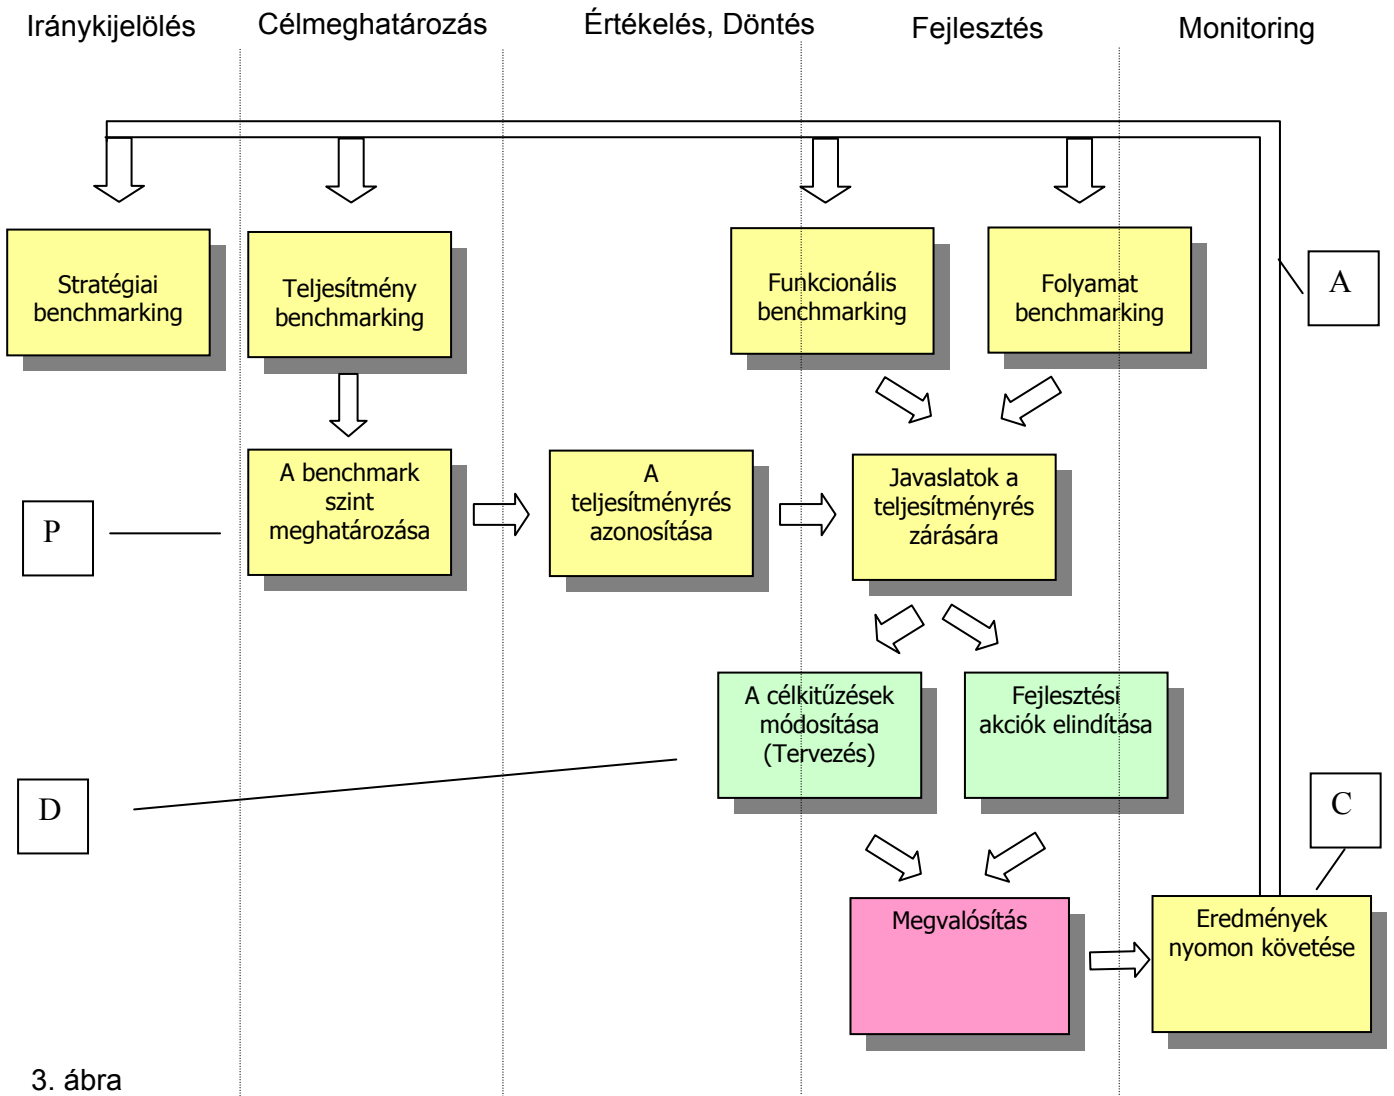 Iránykijelölés
Célmeghatározás
Értékelés, Döntés
Fejlesztés
Monitoring
Stratégiai
benchmarking
Teljesítmény
benchmarking
Funkcionális
benchmarking
Folyamat
benchmarking
A
A benchmark
szint
meghatározása
A
teljesítményrés
azonosítása
Javaslatok a
teljesítményrés
zárására
P
A célkitűzések
módosítása
(Tervezés)
Fejlesztési
akciók elindítása
D
C
Megvalósítás
Eredmények
nyomon követése
3. ábra